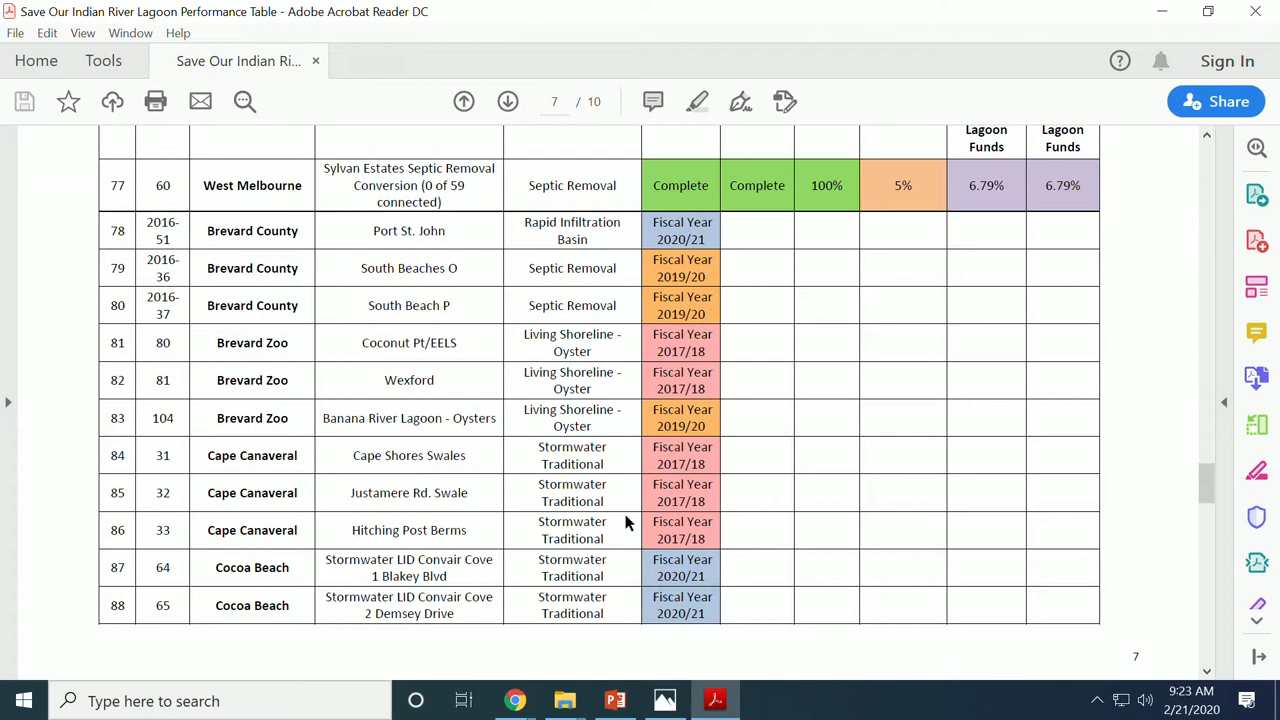 Save Our Indian River Lagoon Performance Table - Adobe Acrobat Reader DC
File Edit View Window Help
Home Tools Save Our Indian Ri... × Sign In
7 / 10 Share
Lagoon Funds Lagoon Funds
77 60 West Melbourne Sylvan Estates Septic Removal Conversion (0 of 59 connected) Septic Removal Complete Complete 100% 5% 6.79% 6.79%
78 2016-51 Brevard County Port St. John Rapid Infiltration Basin Fiscal Year 2020/21
79 2016-36 Brevard County South Beaches O Septic Removal Fiscal Year 2019/20
80 2016-37 Brevard County South Beach P Septic Removal Fiscal Year 2019/20
81 80 Brevard Zoo Coconut Pt/EELS Living Shoreline - Oyster Fiscal Year 2017/18
82 81 Brevard Zoo Wexford Living Shoreline - Oyster Fiscal Year 2017/18
83 104 Brevard Zoo Banana River Lagoon - Oysters Living Shoreline - Oyster Fiscal Year 2019/20
84 31 Cape Canaveral Cape Shores Swales Stormwater Traditional Fiscal Year 2017/18
85 32 Cape Canaveral Justamere Rd. Swale Stormwater Traditional Fiscal Year 2017/18
86 33 Cape Canaveral Hitching Post Berms Stormwater Traditional Fiscal Year 2017/18
87 64 Cocoa Beach Stormwater LID Convair Cove 1 Blakey Blvd Stormwater Traditional Fiscal Year 2020/21
88 65 Cocoa Beach Stormwater LID Convair Cove 2 Demsey Drive Stormwater Traditional Fiscal Year 2020/21
7
Type here to search
9:23 AM
2/21/2020